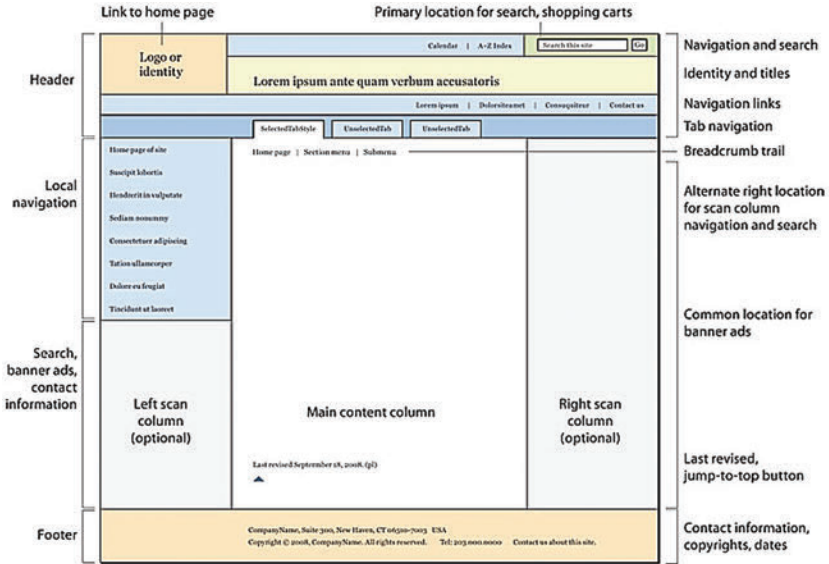 Link to home page
Primary location for search, shopping carts
Header
Logo or
identity
Calendar | A–Z Index
Search this site
Go
Navigation and search
Lorem ipsum ante quam verbum accusatoris
Identity and titles
Lorem ipsum | Dolorsiteamet | Consuquiteur | Contact us
Navigation links
SelectedTabStyle
UnselectedTab
UnselectedTab
Tab navigation
Home page | Section menu | Submenu
Breadcrumb trail
Local
navigation
Home page of site
Suscipit lobortis
Hendrerit in vulputate
Sediam nonummy
Consectetuer adipiscing
Tation ullamcorper
Dolore eu feugiat
Tincidunt ut laoreet
Alternate right location
for scan column
navigation and search
Common location for
banner ads
Search,
banner ads,
contact
information
Left scan
column
(optional)
Main content column
Right scan
column
(optional)
Last revised September 18, 2008. (pl)
Last revised,
jump-to-top button
Footer
CompanyName, Suite 300, New Haven, CT 06510-7003 USA
Copyright © 2008, CompanyName. All rights reserved. Tel: 203.000.0000 Contact us about this site.
Contact information,
copyrights, dates